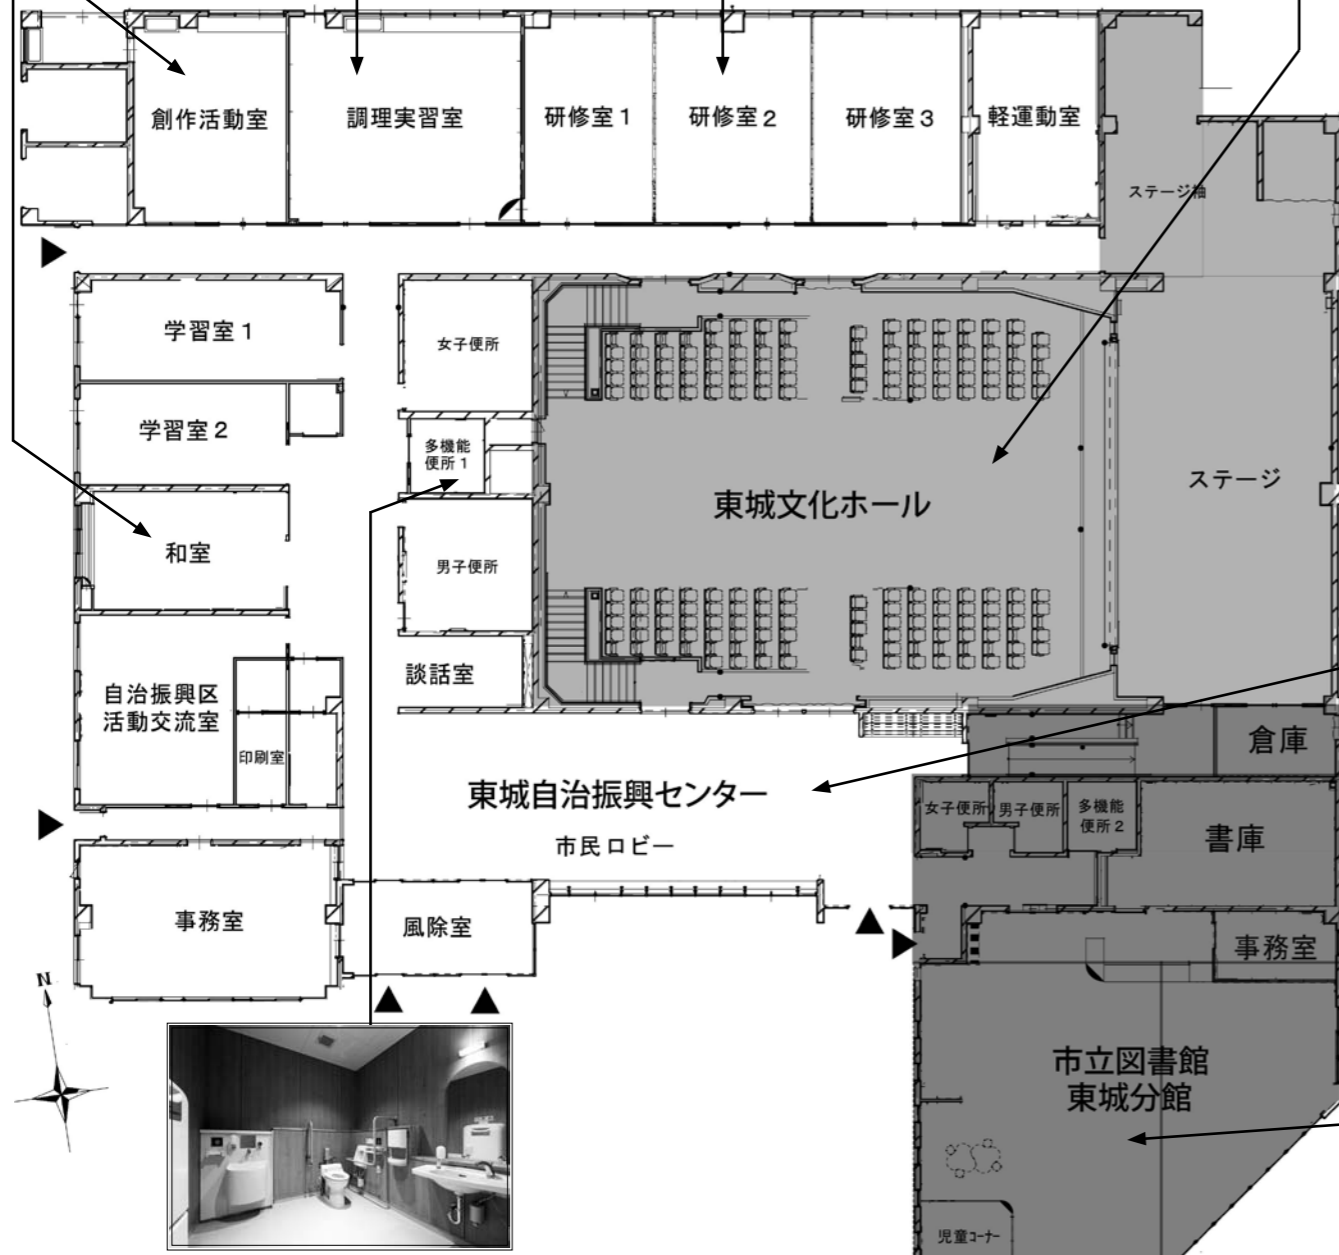 創作活動室
調理実習室
研修室1
研修室2
研修室3
軽運動室
ステージ袖
学習室1
女子便所
学習室2
多機能
便所1
東城文化ホール
ステージ
和室
男子便所
談話室
自治振興区
活動交流室
印刷室
東城自治振興センター
市民ロビー
倉庫
女子便所
男子便所
多機能
便所2
書庫
事務室
風除室
事務室
N
市立図書館
東城分館
児童コーナー